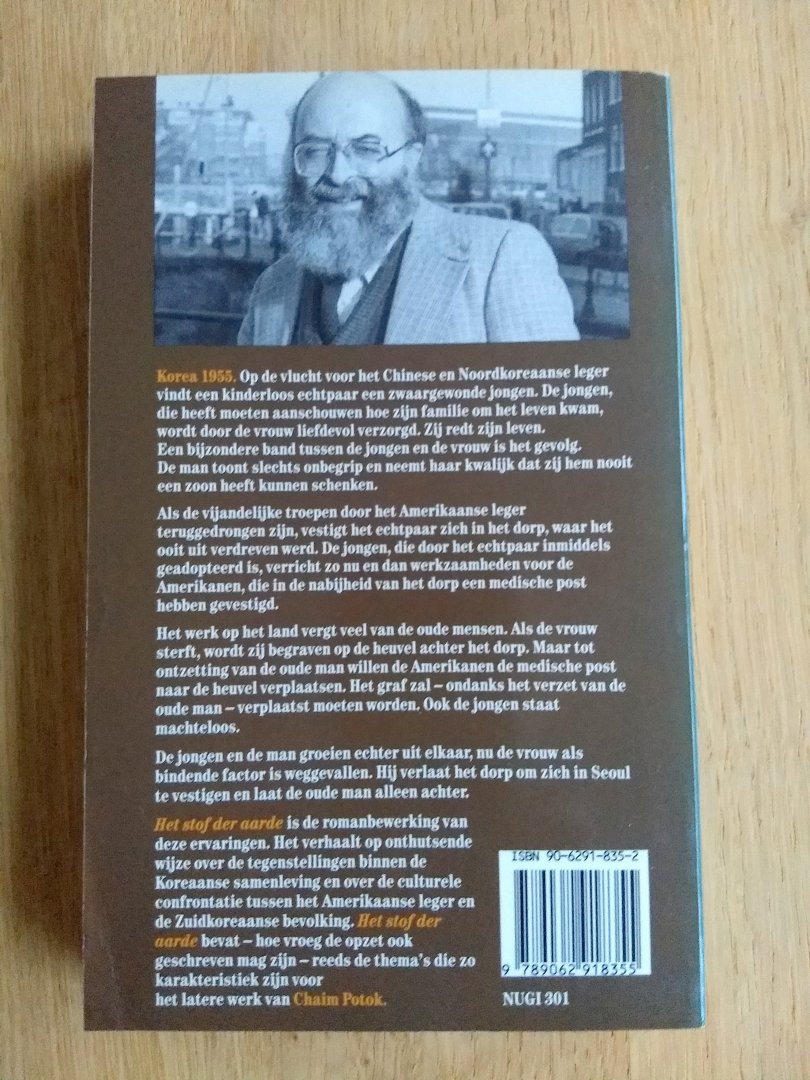 Korea 1955. Op de vlucht voor het Chinese en Noordkoreaanse leger
vindt een kinderloos echtpaar een zwaargewonde jongen. De jongen,
die heeft moeten aanschouwen hoe zijn familie om het leven kwam,
wordt door de vrouw liefdevol verzorgd. Zij redt zijn leven.
Een bijzondere band tussen de jongen en de vrouw is het gevolg.
De man toont slechts onbegrip en neemt haar kwalijk dat zij hem nooit
een zoon heeft kunnen schenken.
Als de vijandelijke troepen door het Amerikaanse leger
teruggedrongen zijn, vestigt het echtpaar zich in het dorp, waar het
ooit uit verdreven werd. De jongen, die door het echtpaar inmiddels
geadopteerd is, verricht zo nu en dan werkzaamheden voor de
Amerikanen, die in de nabijheid van het dorp een medische post
hebben gevestigd.
Het werk op het land vergt veel van de oude mensen. Als de vrouw
sterft, wordt zij begraven op de heuvel achter het dorp. Maar tot
ontzetting van de oude man willen de Amerikanen de medische post
naar de heuvel verplaatsen. Het graf zal – ondanks het verzet van de
oude man – verplaatst moeten worden. Ook de jongen staat
machteloos.
De jongen en de man groeien echter uit elkaar, nu de vrouw als
bindende factor is weggevallen. Hij verlaat het dorp om zich in Seoul
te vestigen en laat de oude man alleen achter.
Het stof der aarde is de romanbewerking van
deze ervaringen. Het verhaalt op onthutsende
wijze over de tegenstellingen binnen de
Koreaanse samenleving en over de culturele
confrontatie tussen het Amerikaanse leger en
de Zuidkoreaanse bevolking. Het stof der
aarde bevat – hoe vroeg de opzet ook
geschreven mag zijn – reeds de thema's die zo
karakteristiek zijn voor
het latere werk van Chaim Potok.
ISBN 90-6291-835-2
9 789062 918355
NUGI 301